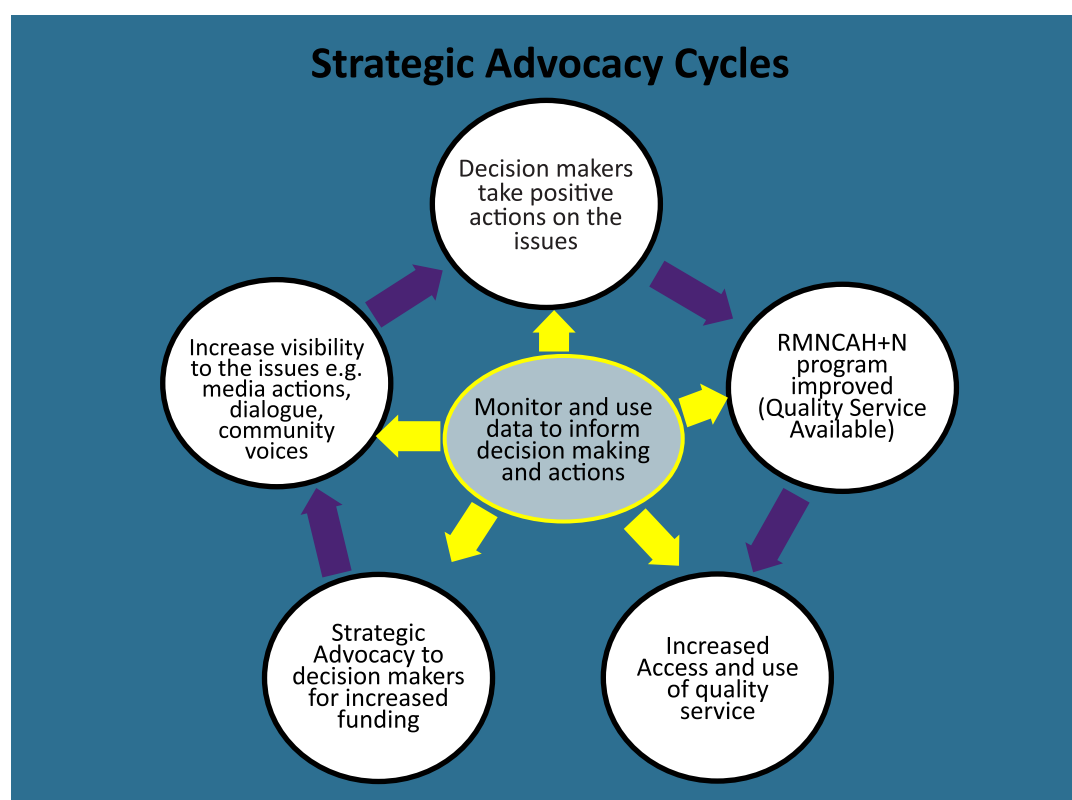 Strategic Advocacy Cycles
Decision makers
take positive
actions on the
issues
Increase visibility
to the issues e.g.
media actions,
dialogue,
community
voices
RMNCAH+N
program
improved
(Quality Service
Available)
Monitor and use
data to inform
decision making
and actions
Strategic
Advocacy to
decision makers
for increased
funding
Increased
Access and use
of quality
service